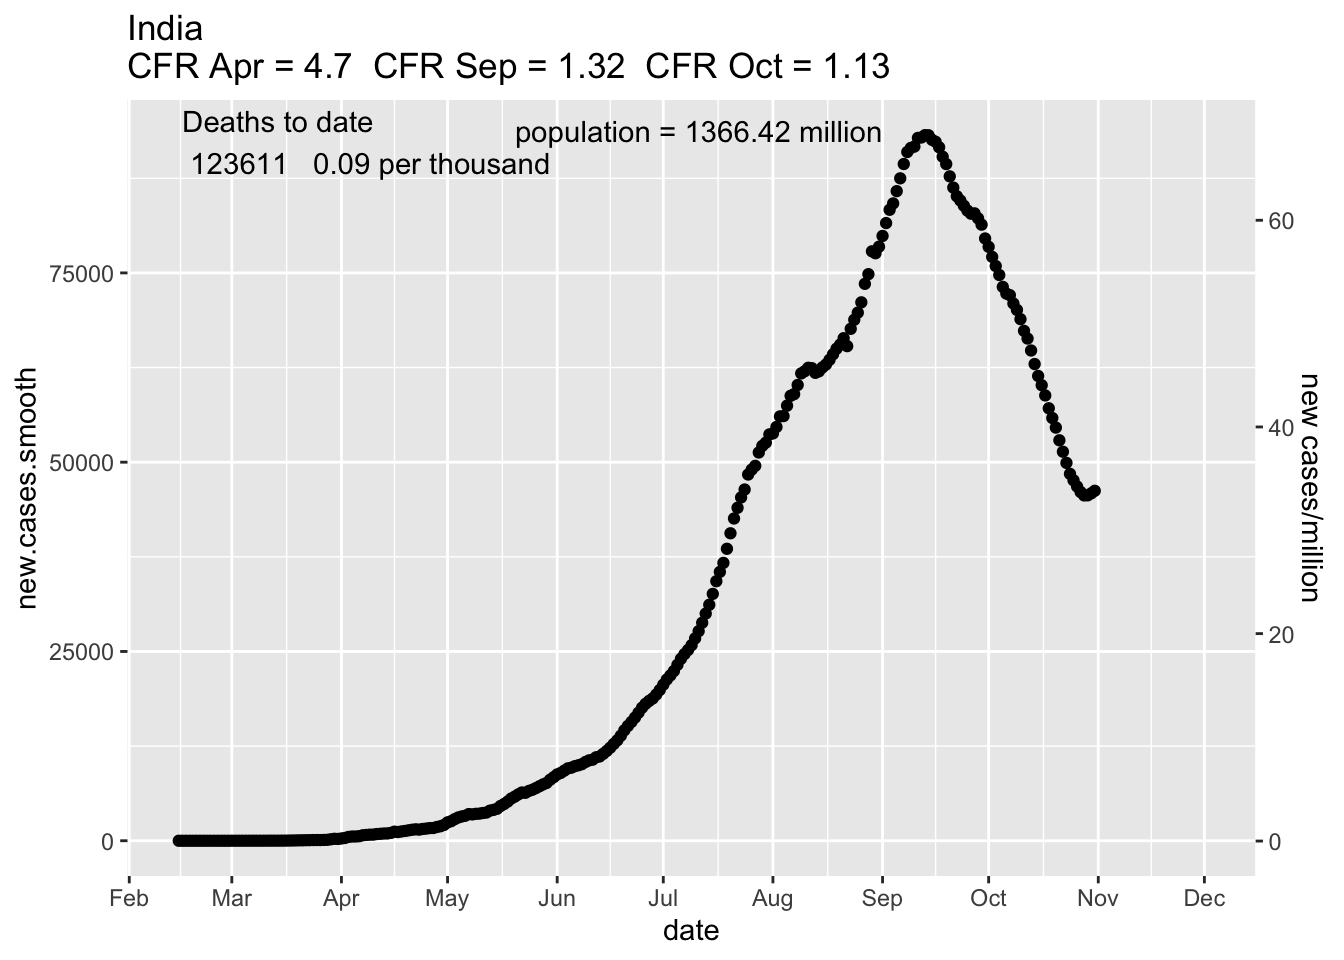 India
CFR Apr = 4.7  CFR Sep = 1.32  CFR Oct = 1.13
Deaths to date
population = 1366.42 million
123611   0.09 per thousand
75000
50000
25000
0
new.cases.smooth
60
40
20
0
new cases/million
Feb Mar Apr May Jun Jul Aug Sep Oct Nov Dec
date